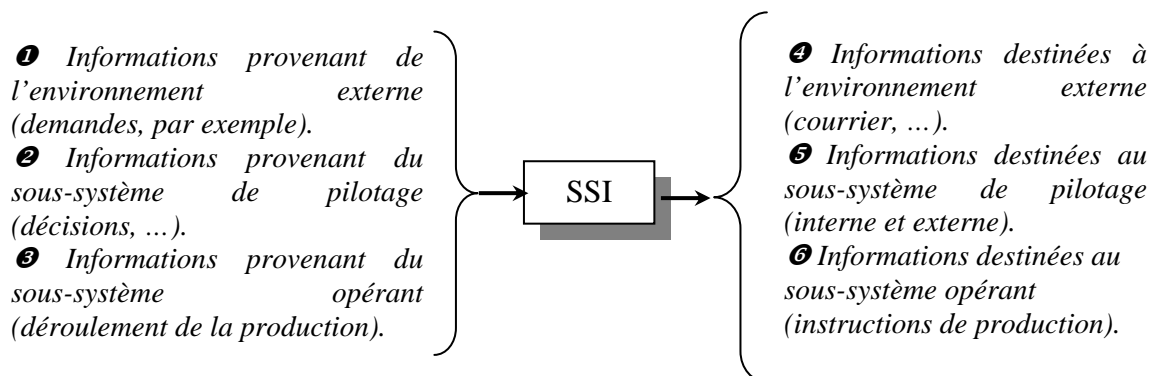 ❶ Informations provenant de
l’environnement externe
(demandes, par exemple).
❷ Informations provenant du
sous-système de pilotage
(décisions, …).
❸ Informations provenant du
sous-système opérant
(déroulement de la production).
SSI
❹ Informations destinées à
l’environnement externe
(courrier, …).
❺ Informations destinées au
sous-système de pilotage
(interne et externe).
❻ Informations destinées au
sous-système opérant
(instructions de production).